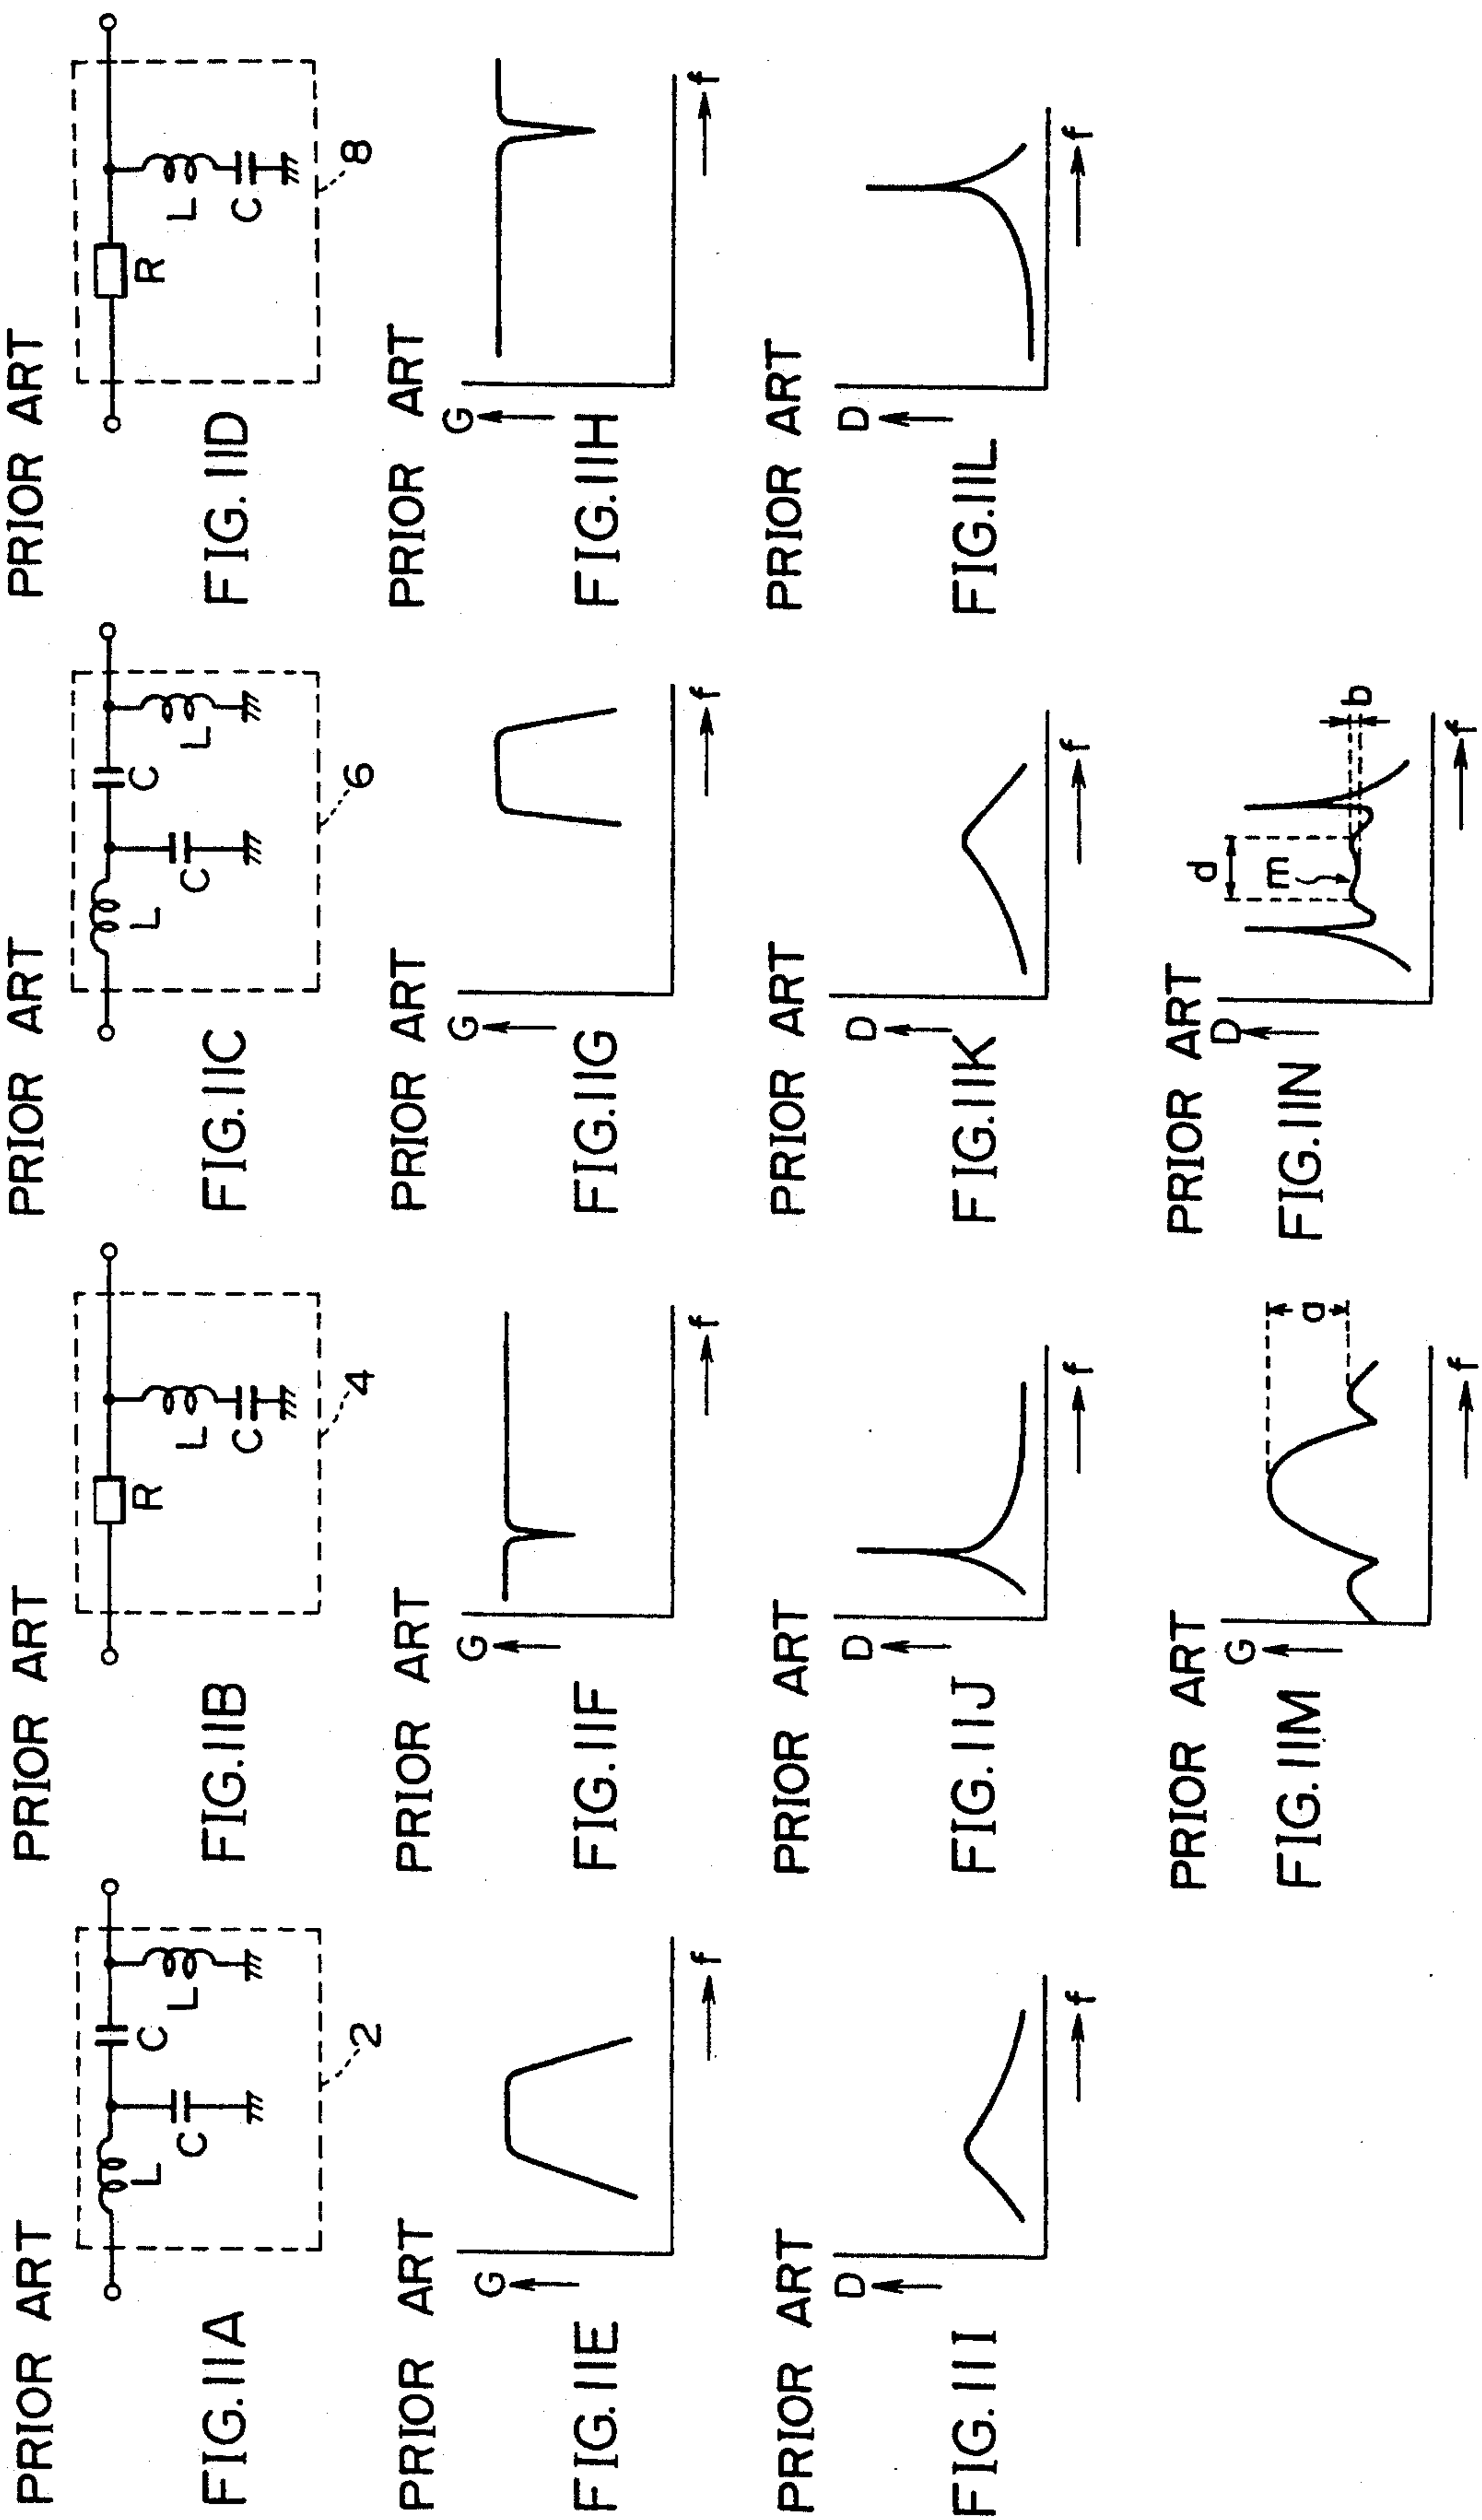 PRIOR ART
FIG.11A
L
C
C
L
2
PRIOR ART
FIG.11B
R
L
C
4
PRIOR ART
FIG.11C
L
C
C
L
6
PRIOR ART
FIG.11D
R
L
C
8
PRIOR ART
FIG.11E
G
f
PRIOR ART
FIG.11F
G
f
PRIOR ART
FIG.11G
G
f
PRIOR ART
FIG.11H
G
f
PRIOR ART
FIG.11I
D
f
PRIOR ART
FIG.11J
D
f
PRIOR ART
FIG.11K
D
f
PRIOR ART
FIG.11L
D
f
PRIOR ART
FIG.11M
G
a
f
PRIOR ART
FIG.11N
D
d
m
b
f